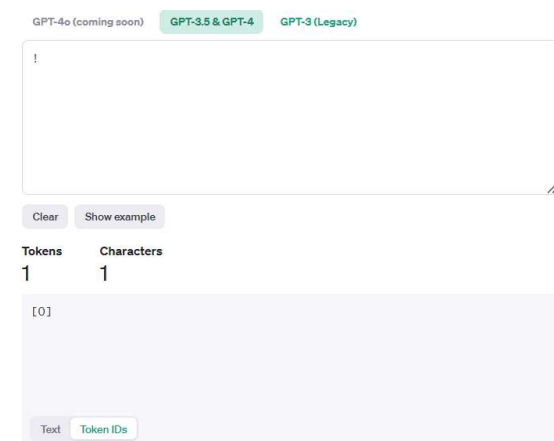 GPT-4o (coming soon) GPT-3.5 & GPT-4 GPT-3 (Legacy)
!
Clear Show example
Tokens Characters
1 1
[0]
Text Token IDs